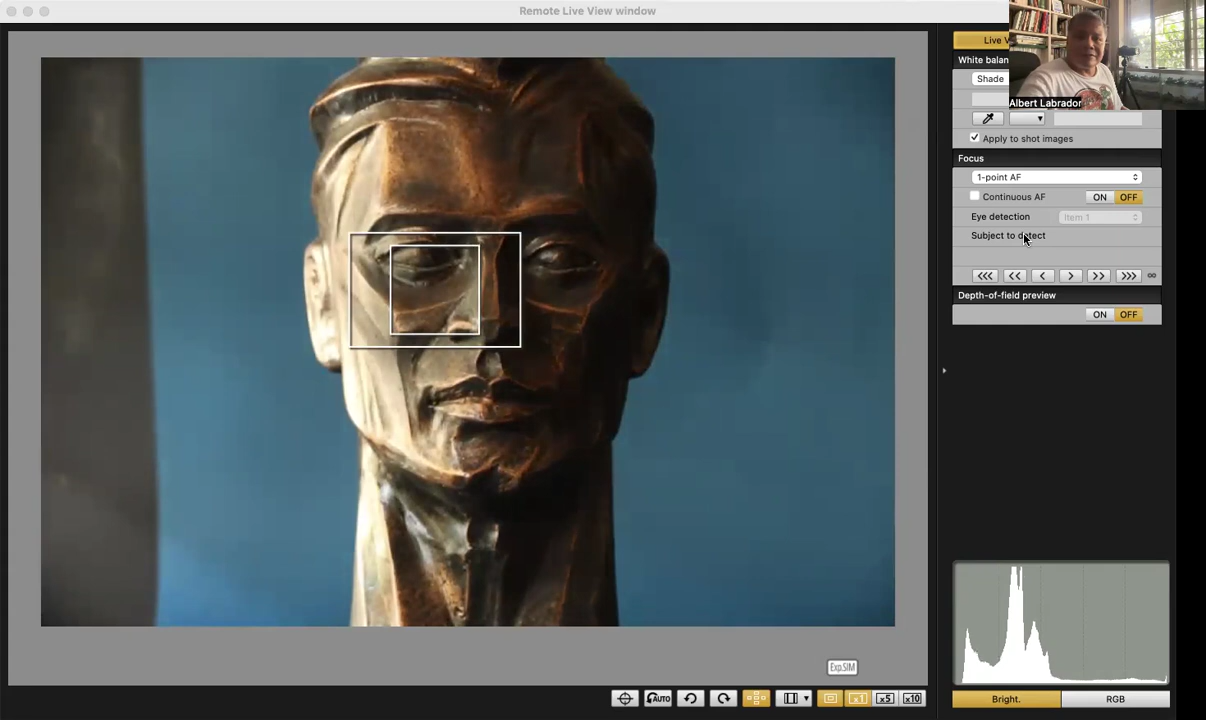 Remote Live View window
Live V
White balan
Shade
Albert Labrador
Apply to shot images
Focus
1-point AF
Continuous AF ON OFF
Eye detection Item 1
Subject to detect
Depth-of-field preview
ON OFF
Exp.SIM
AUTO x1 x5 x10
Bright. RGB